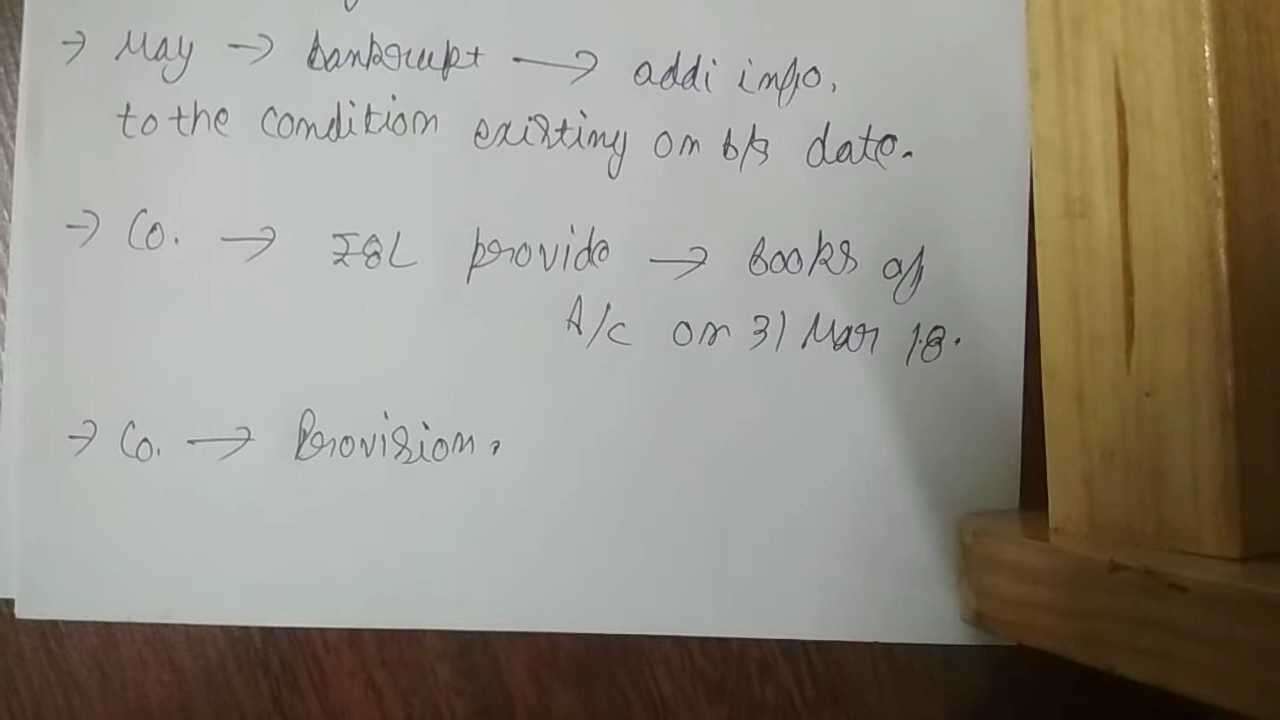 → May → bankrupt → addi info.
to the condition existing on b/s date.
→ Co. → ₹8L provide → books of
A/c on 31 Mar 18.
→ Co. → Provision.